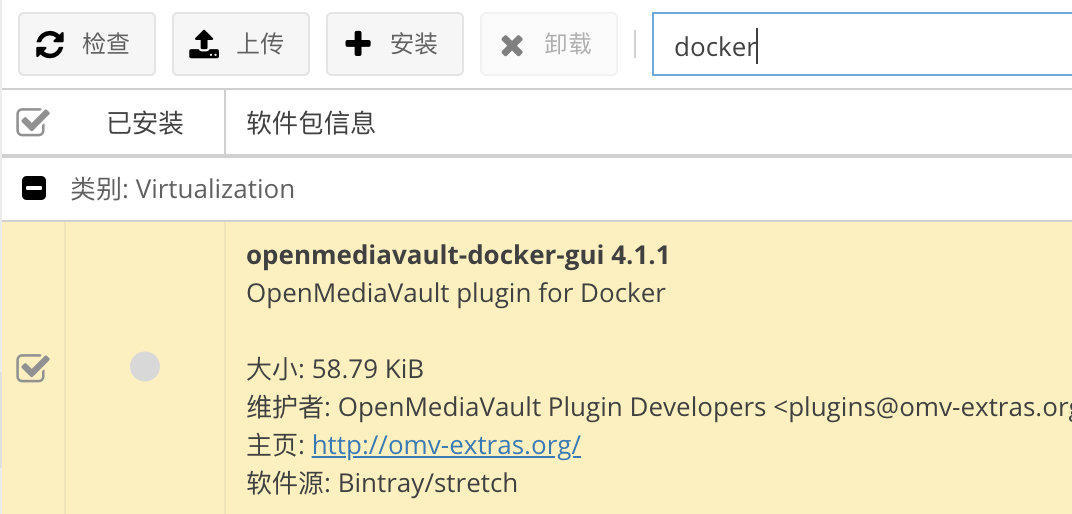 检查 上传 安装 卸载 docker
已安装 软件包信息
类别: Virtualization
openmediavault-docker-gui 4.1.1
OpenMediaVault plugin for Docker
大小: 58.79 KiB
维护者: OpenMediaVault Plugin Developers <plugins@omv-extras.org
主页: http://omv-extras.org/
软件源: Bintray/stretch